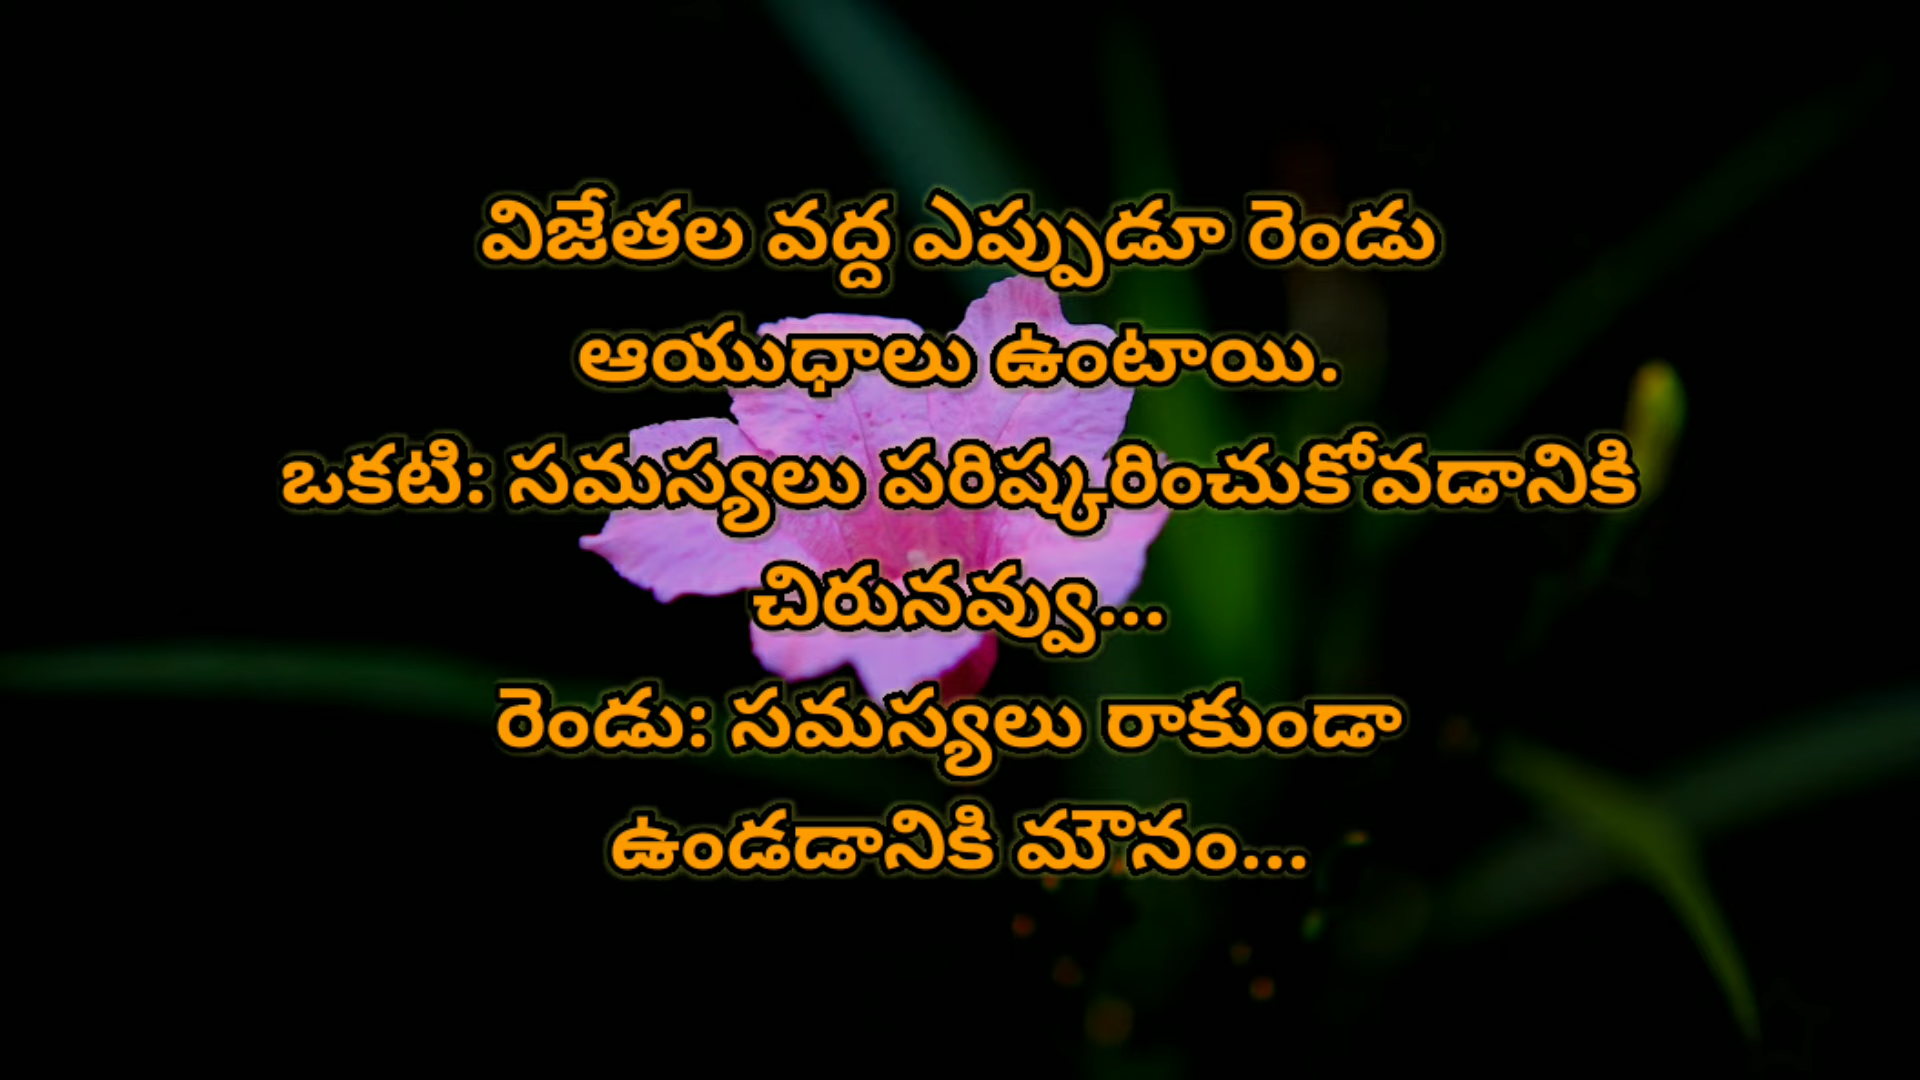 విజేతల వద్ద ఎప్పుడూ రెండు
ఆయుధాలు ఉంటాయి.
ఒకటి: సమస్యలు పరిష్కరించుకోవడానికి
చిరునవ్వు...
రెండు: సమస్యలు రాకుండా
ఉండడానికి మౌనం...